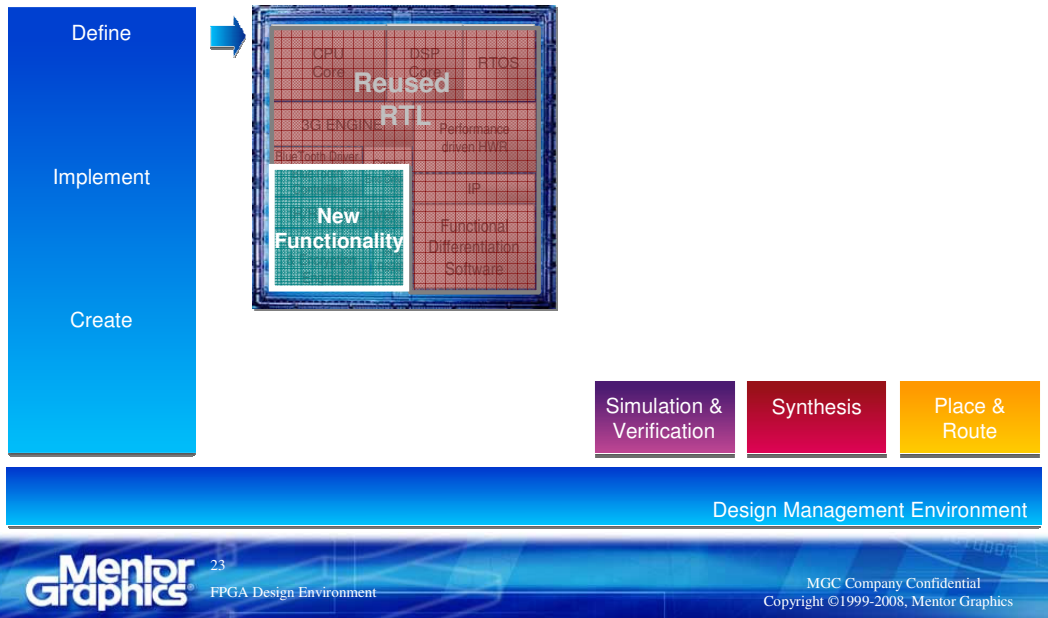 Define
Implement
Create
CPU
Core
DSP
Core
RTOS
Reused
RTL
3G ENGINE
Performance
driven HWR
BlueTooth Driver
IP
New
Functionality
Functional
Differentiation
Software
Simulation &
Verification
Synthesis
Place &
Route
Design Management Environment
Mentor
Graphics®
23
FPGA Design Environment
MGC Company Confidential
Copyright ©1999-2008, Mentor Graphics